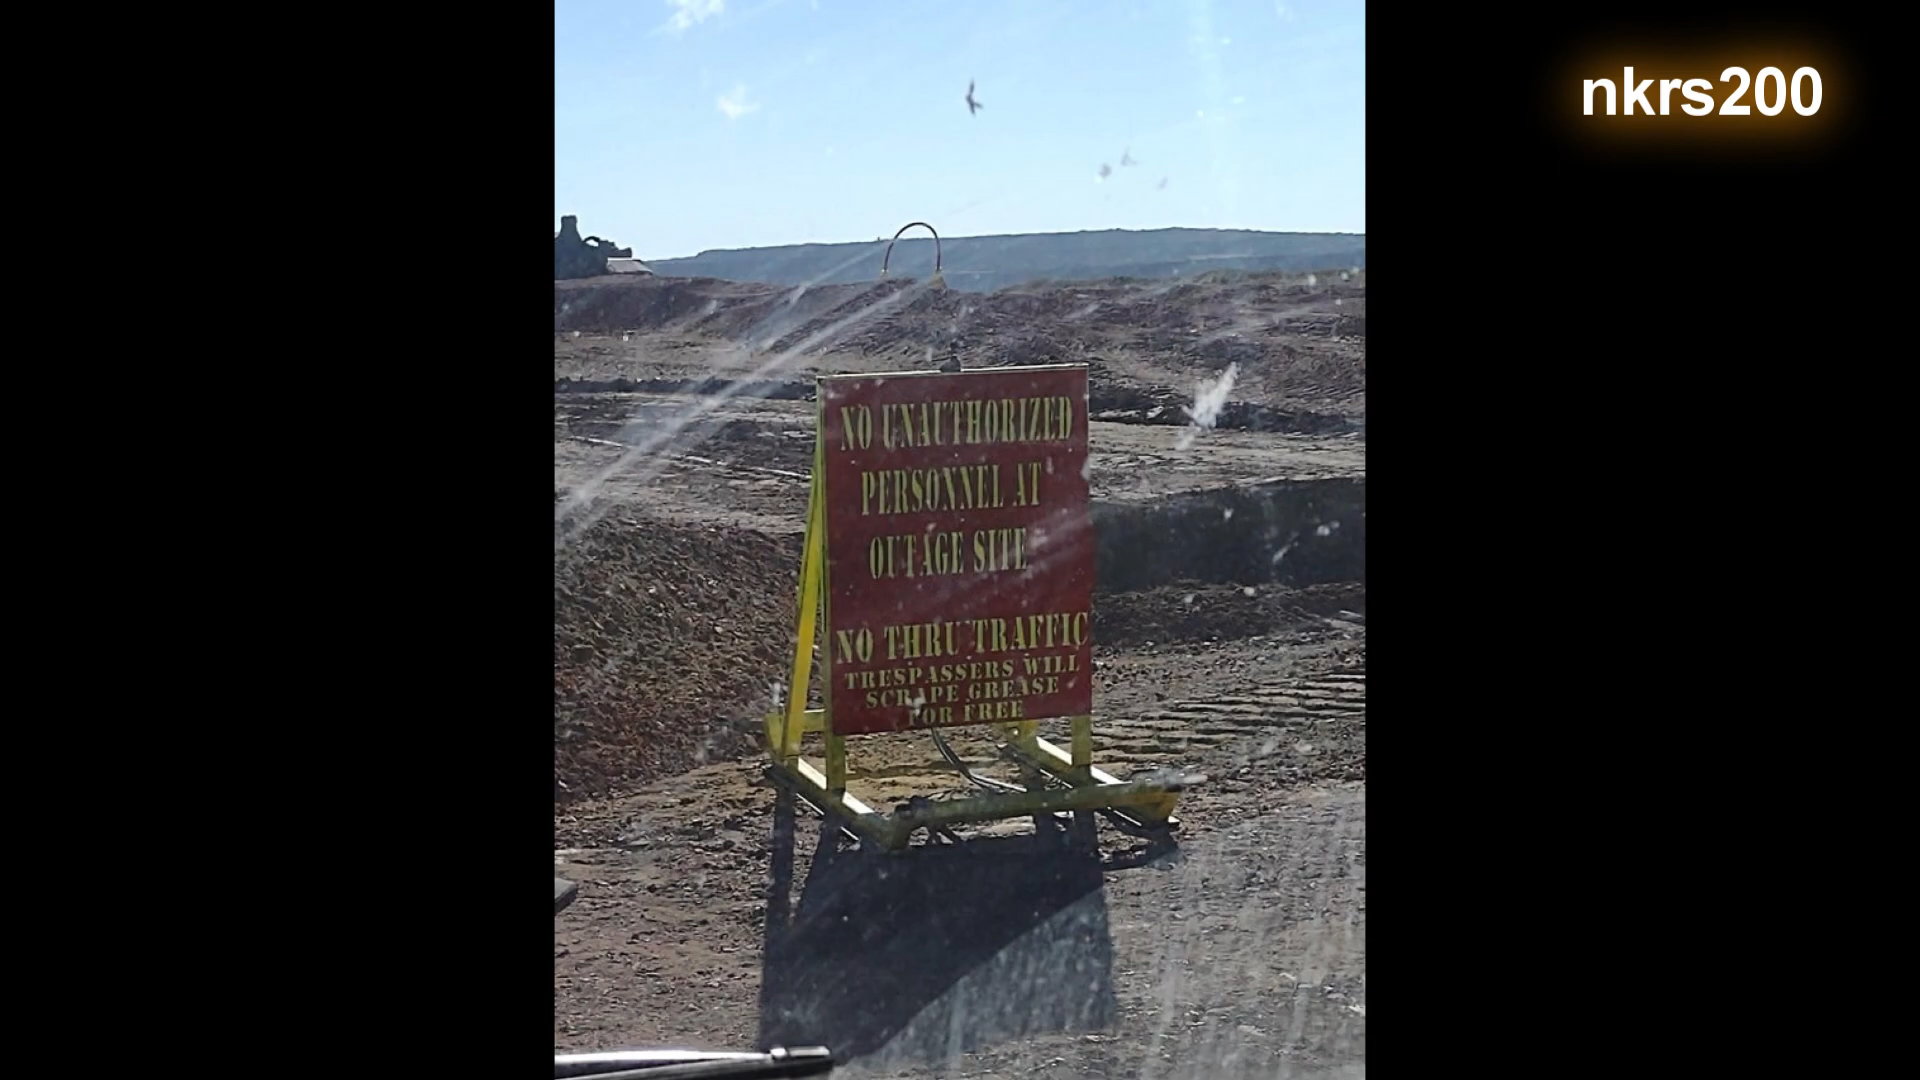 nkrs200
NO UNAUTHORIZED
PERSONNEL AT
OUTAGE SITE
NO THRU TRAFFIC
TRESPASSERS WILL
SCRAPE GREASE
FOR FREE